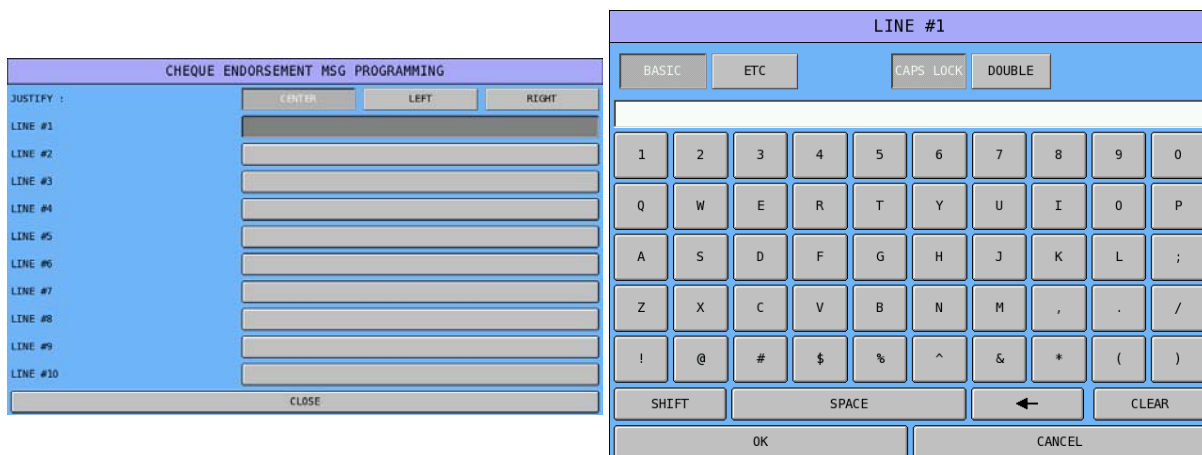 CHEQUE ENDORSEMENT MSG PROGRAMMING
JUSTIFY : CENTER LEFT RIGHT
LINE #1
LINE #2
LINE #3
LINE #4
LINE #5
LINE #6
LINE #7
LINE #8
LINE #9
LINE #10
CLOSE
LINE #1
BASIC ETC CAPS LOCK DOUBLE
1 2 3 4 5 6 7 8 9 0
Q W E R T Y U I O P
A S D F G H J K L ;
Z X C V B N M , . /
! @ # $ % ^ & * ( )
SHIFT SPACE ← CLEAR
OK CANCEL